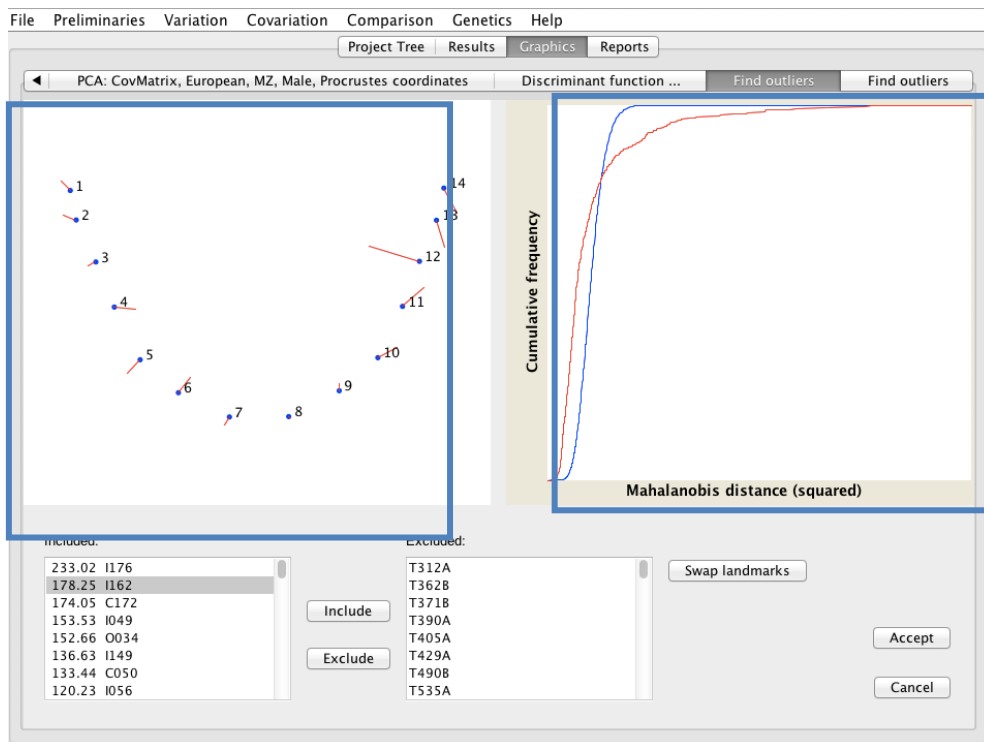 File Preliminaries Variation Covariation Comparison Genetics Help
Project Tree Results Graphics Reports
◀ PCA: CovMatrix, European, MZ, Male, Procrustes coordinates Discriminant function ... Find outliers Find outliers
1
2
3
4
5
6
7
8
9
10
11
12
13
14
Cumulative frequency
Mahalanobis distance (squared)
Included:
233.02 I176
178.25 I162
174.05 C172
153.53 I049
152.66 O034
136.63 I149
133.44 C050
120.23 I056
Include
Exclude
Excluded:
T312A
T362B
T371B
T390A
T405A
T429A
T490B
T535A
Swap landmarks
Accept
Cancel